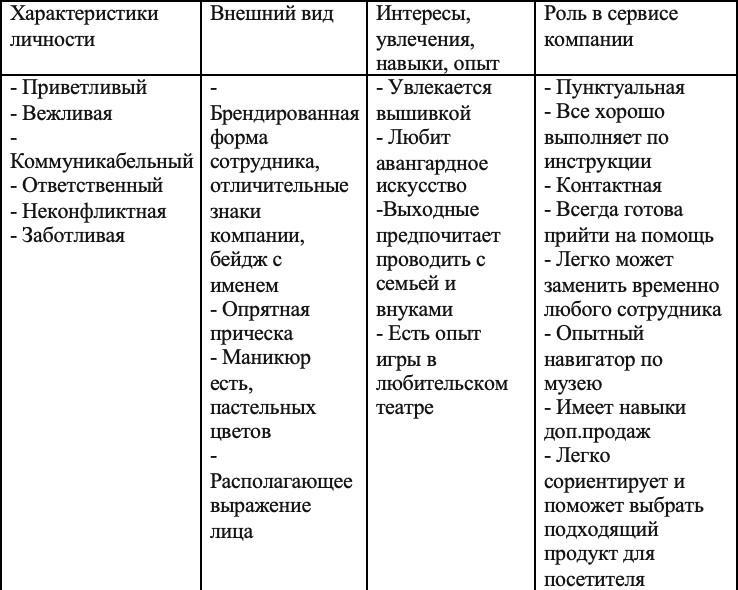 Характеристики
личности
Внешний вид
Интересы,
увлечения,
навыки, опыт
Роль в сервисе
компании
- Приветливый
- Вежливая
-
Коммуникабельный
- Ответственный
- Неконфликтная
- Заботливая
-
Брендированная
форма
сотрудника,
отличительные
знаки
компании,
бейдж с
именем
- Опрятная
прическа
- Маникюр
есть,
пастельных
цветов
-
Располагающее
выражение
лица
- Увлекается
вышивкой
- Любит
авангардное
искусство
-Выходные
предпочитает
проводить с
семьей и
внуками
- Есть опыт
игры в
любительском
театре
- Пунктуальная
- Все хорошо
выполняет по
инструкции
- Контактная
- Всегда готова
прийти на помощь
- Легко может
заменить временно
любого сотрудника
- Опытный
навигатор по
музею
- Имеет навыки
доп.продаж
- Легко
сориентирует и
поможет выбрать
подходящий
продукт для
посетителя